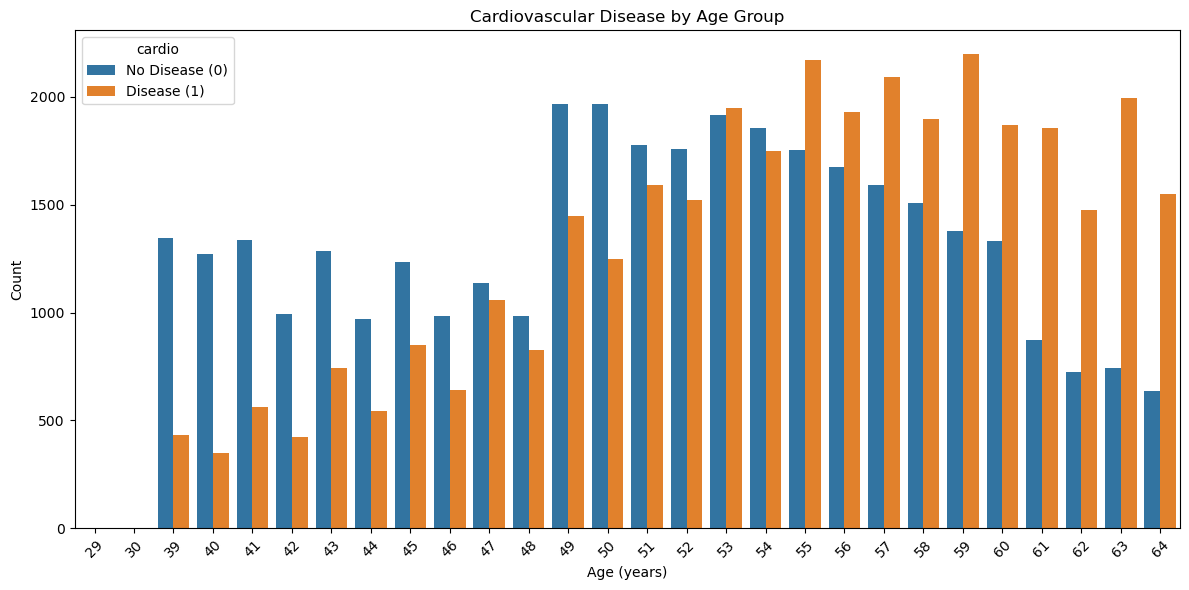 Cardiovascular Disease by Age Group
cardio
No Disease (0)
Disease (1)
Count
2000
1500
1000
500
0
29 30 39 40 41 42 43 44 45 46 47 48 49 50 51 52 53 54 55 56 57 58 59 60 61 62 63 64
Age (years)